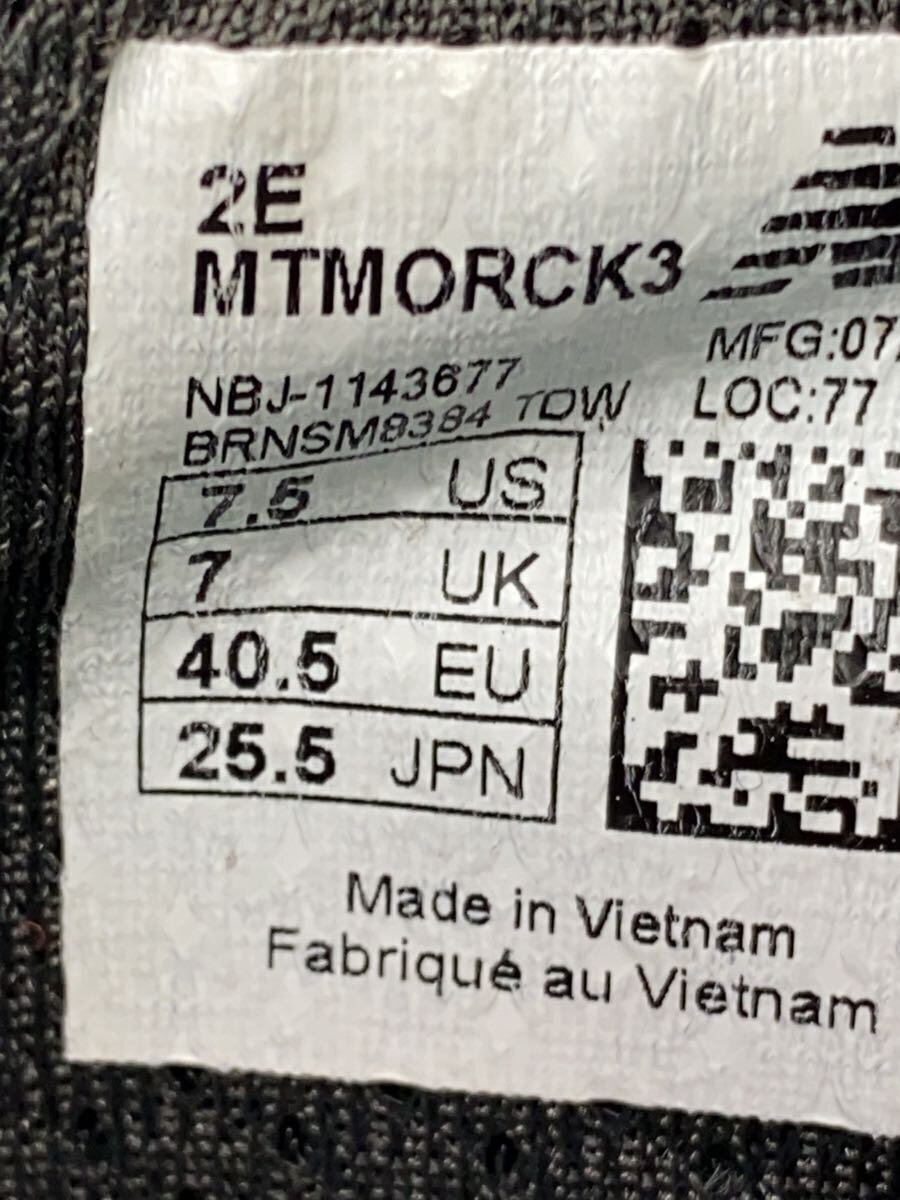 2E
MTMORCK3
MFG:07
NBJ-1143677
LOC:77
BRNSM8384 TDW
7.5 US
7 UK
40.5 EU
25.5 JPN
Made in Vietnam
Fabriqué au Vietnam